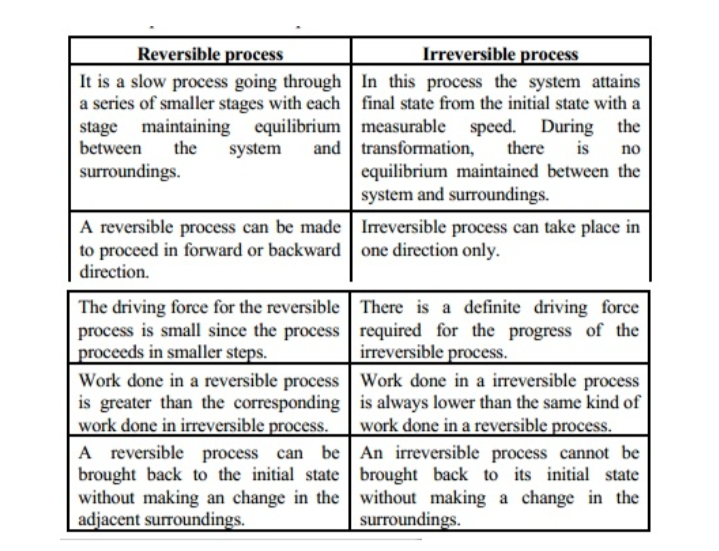 Reversible process
Irreversible process
It is a slow process going through
a series of smaller stages with each
stage maintaining equilibrium
between the system and
surroundings.
In this process the system attains
final state from the initial state with a
measurable speed. During the
transformation, there is no
equilibrium maintained between the
system and surroundings.
A reversible process can be made
to proceed in forward or backward
direction.
Irreversible process can take place in
one direction only.
The driving force for the reversible
process is small since the process
proceeds in smaller steps.
There is a definite driving force
required for the progress of the
irreversible process.
Work done in a reversible process
is greater than the corresponding
work done in irreversible process.
Work done in a irreversible process
is always lower than the same kind of
work done in a reversible process.
A reversible process can be
brought back to the initial state
without making an change in the
adjacent surroundings.
An irreversible process cannot be
brought back to its initial state
without making a change in the
surroundings.